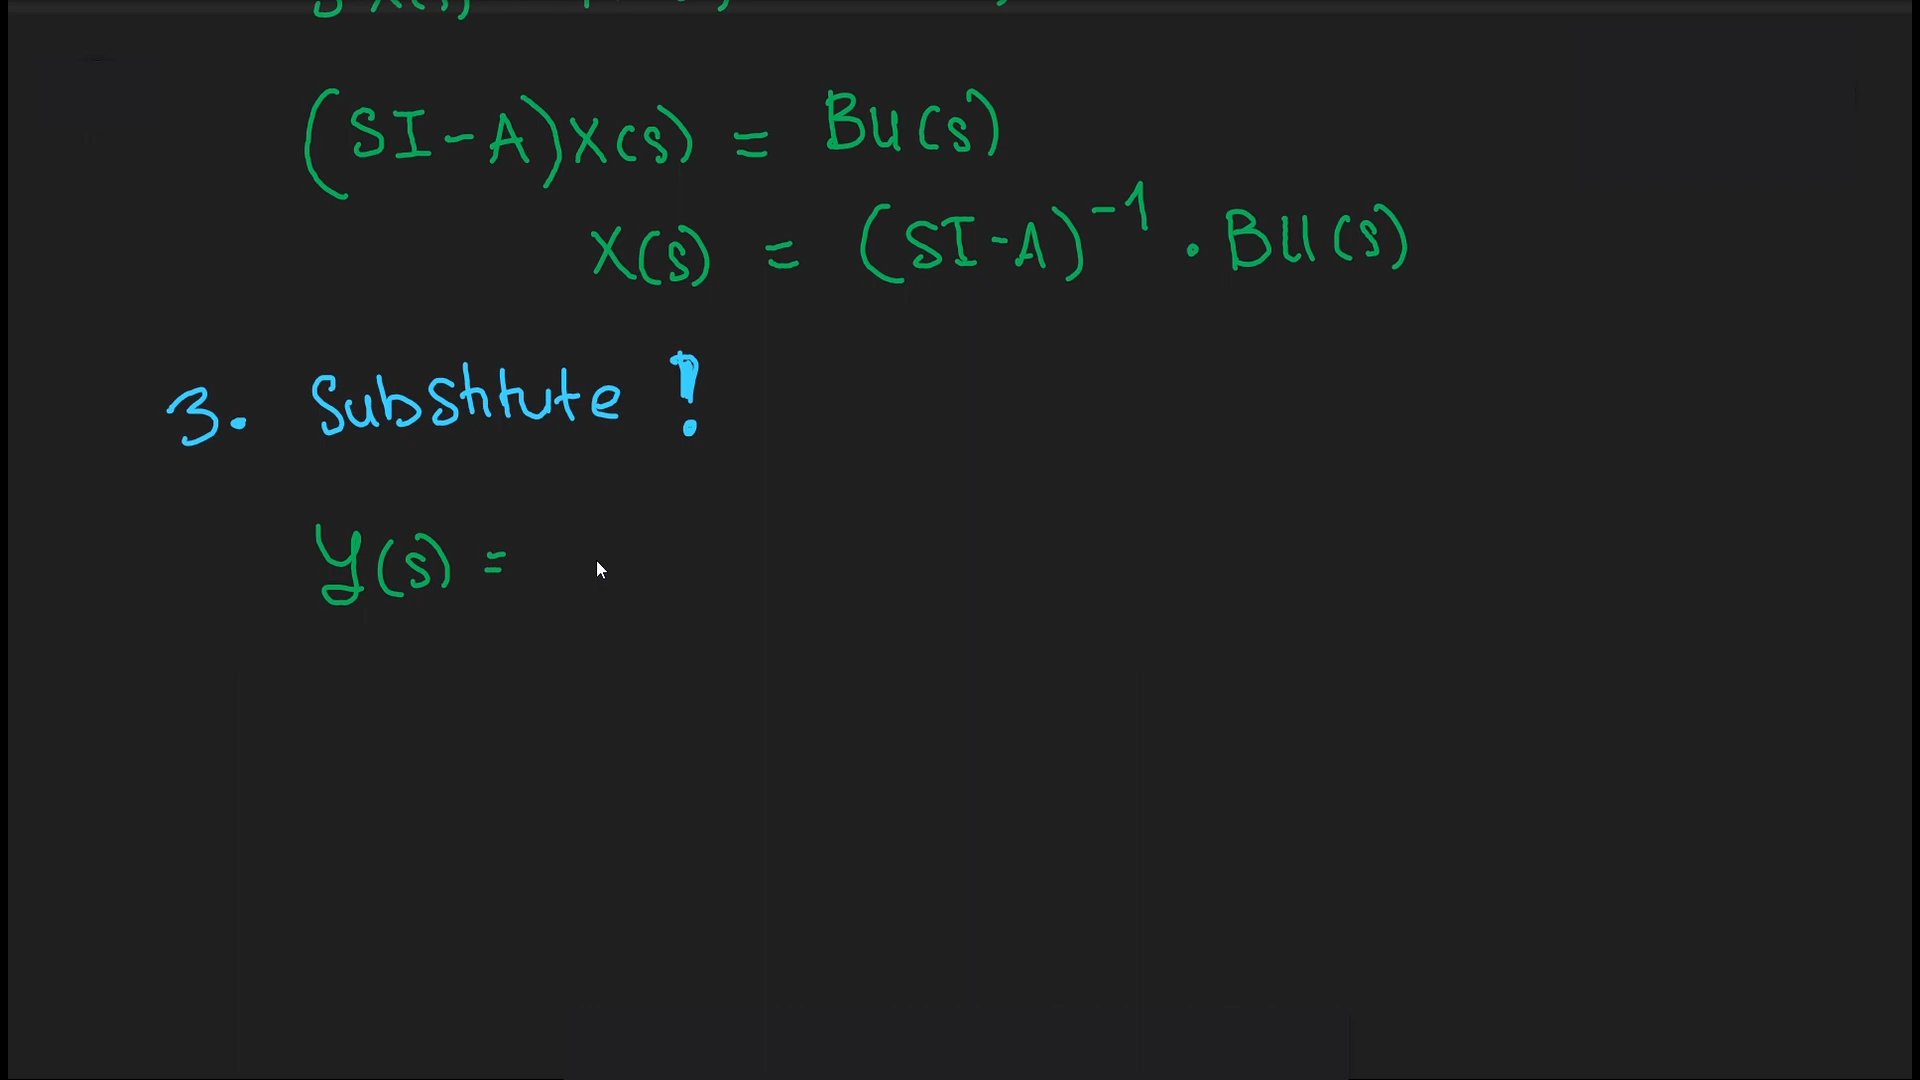 (SI-A)X(s) = BU(s)
X(s) = (SI-A)⁻¹ · BU(s)
3. Substitute !
Y(s) =